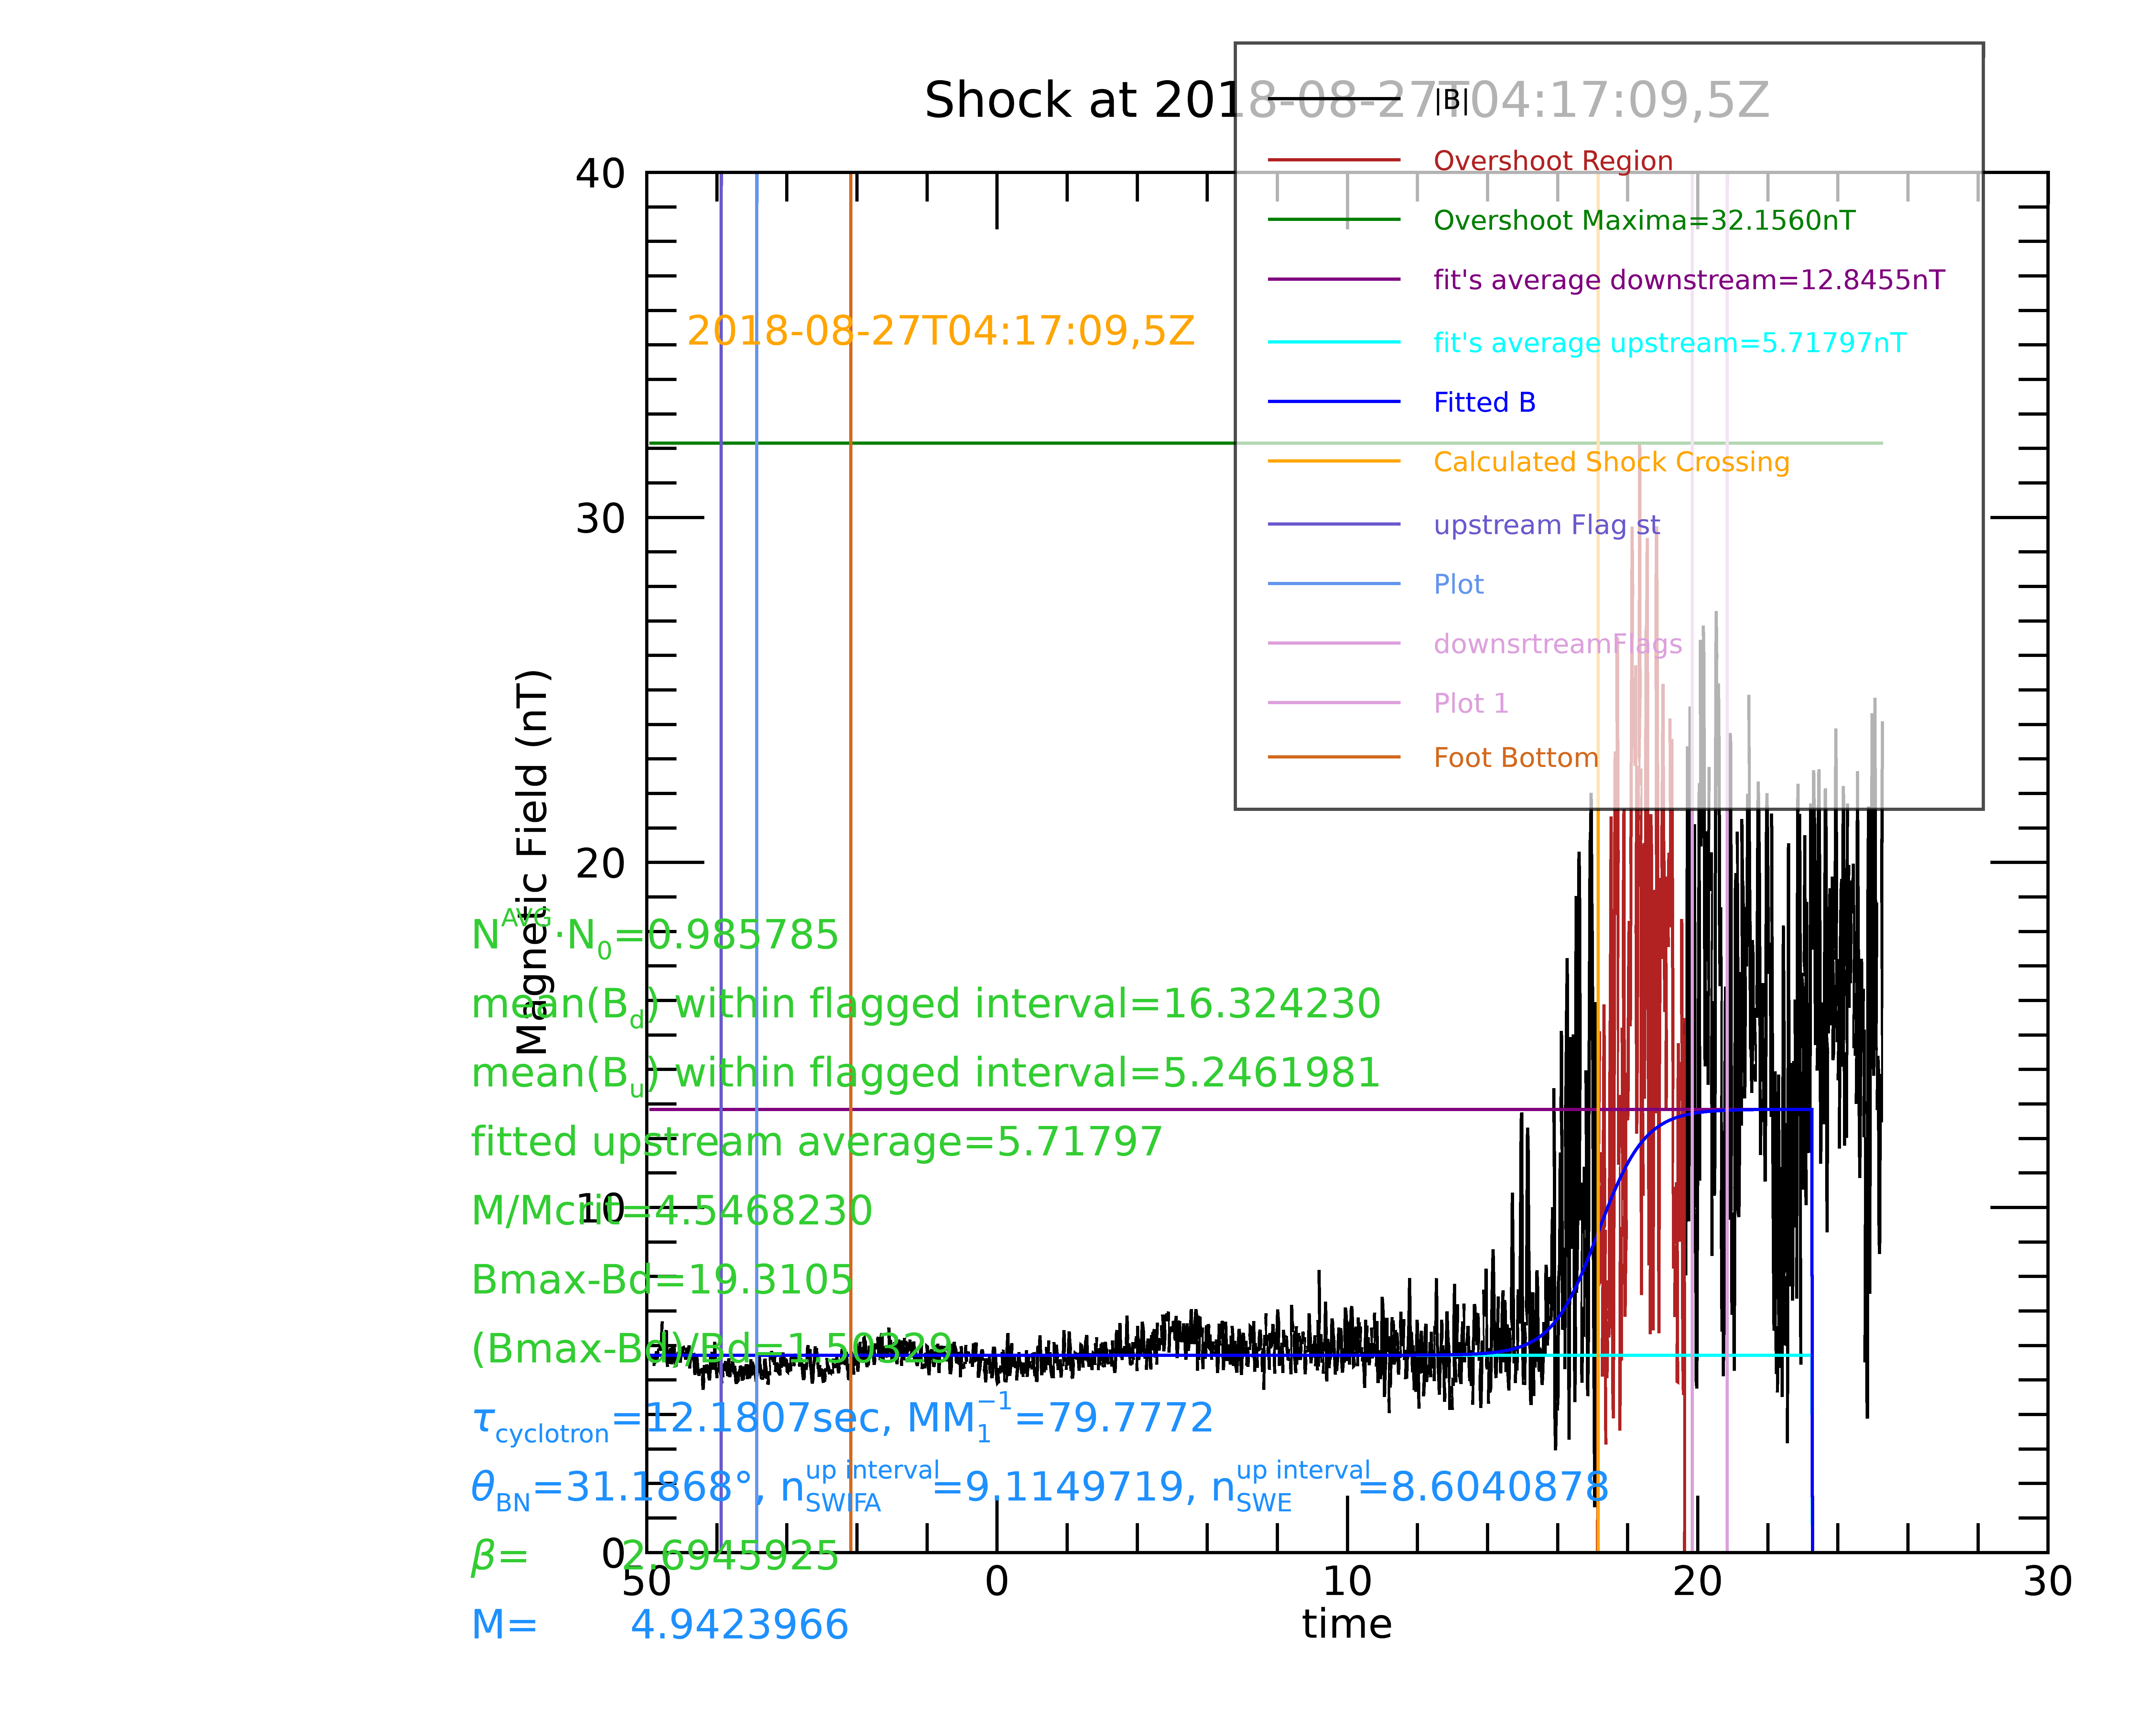 Shock at 2018-08-27T04:17:09,5Z
|B|
Overshoot Region
Overshoot Maxima=32.1560nT
fit's average downstream=12.8455nT
fit's average upstream=5.71797nT
Fitted B
Calculated Shock Crossing
upstream Flag st
Plot
downsrtreamFlags
Plot 1
Foot Bottom
2018-08-27T04:17:09,5Z
40
30
20
10
0
Magnetic Field (nT)
N^AVG·N_0=0.985785
mean(B_d) within flagged interval=16.324230
mean(B_u) within flagged interval=5.2461981
fitted upstream average=5.71797
M/Mcrit=4.5468230
Bmax-Bd=19.3105
(Bmax-Bd)/Bd=1.50329
τ_cyclotron=12.1807sec, MM_1^−1=79.7772
θ_BN=31.1868°, n_SWIFA^up interval=9.1149719, n_SWE^up interval=8.6040878
β= 2.6945925
M= 4.9423966
50 0 10 20 30
time